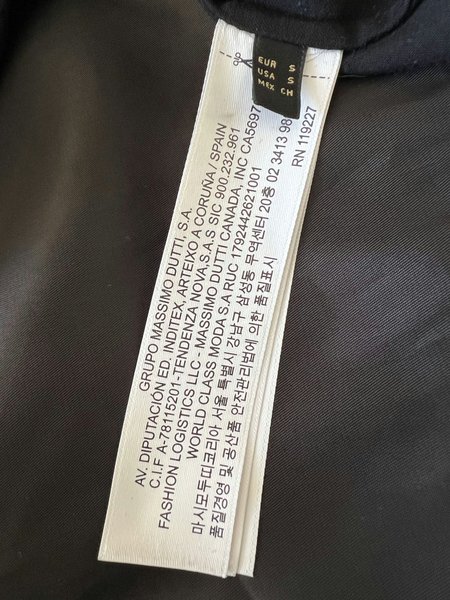 EUR S
USA S
MEX CH
GRUPO MASSIMO DUTTI, S.A.
AV. DIPUTACIÓN ED. INDITEX, ARTEIXO A CORUÑA / SPAIN
C.I.F A-78115201-TENDENZA NOVA,S.A.S SIC 900.232.961
FASHION LOGISTICS LLC - MASSIMO DUTTI CANADA, INC CA5697
WORLD CLASS MODA S.A RUC 1792442621001
마시모두띠코리아 서울 특별시 강남구 삼성동 무역센터 20층 02 3413 98
품질경영 및 공산품 안전관리법에 의한 품질표시
RN 119227